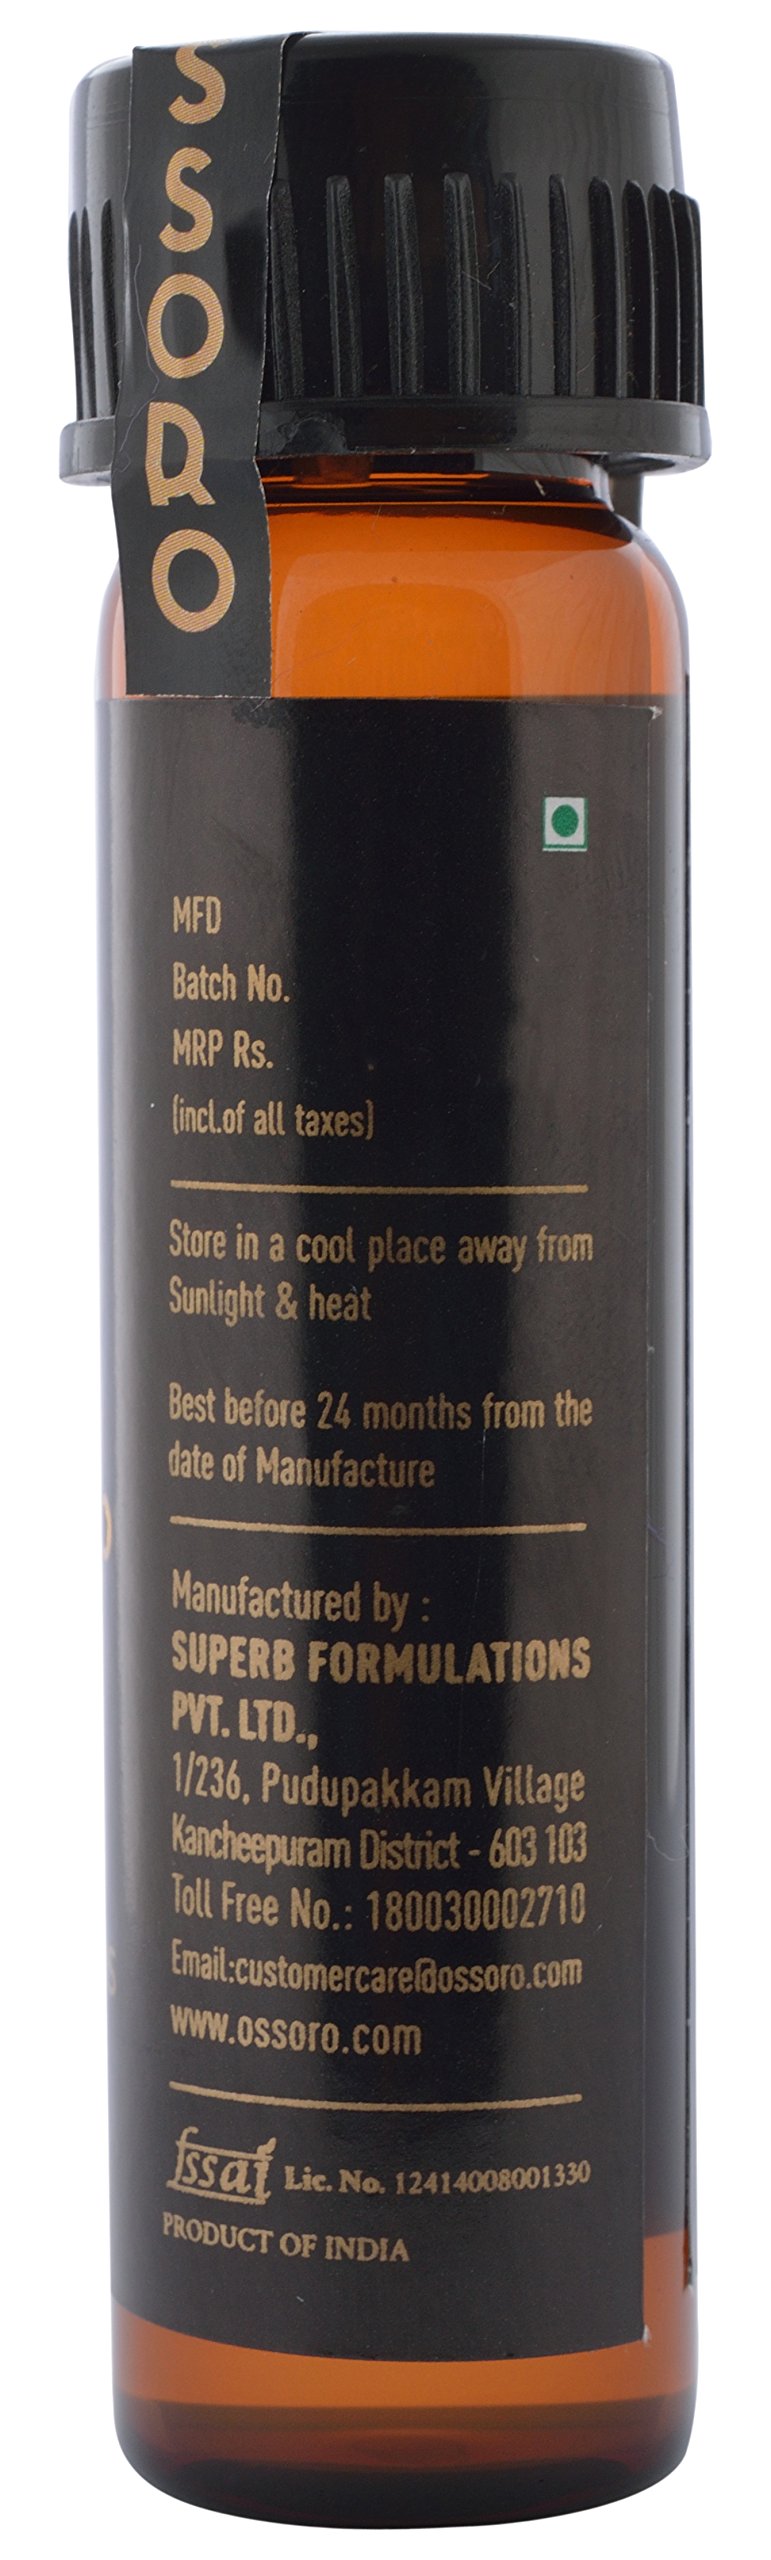 SSORO
MFD
Batch No.
MRP Rs.
(incl.of all taxes)
Store in a cool place away from
Sunlight & heat
Best before 24 months from the
date of Manufacture
Manufactured by :
SUPERB FORMULATIONS
PVT. LTD.,
1/236, Pudupakkam Village
Kancheepuram District - 603 103
Toll Free No.: 180030002710
Email:customercare@ossoro.com
www.ossoro.com
fssai Lic. No. 12414008001330
PRODUCT OF INDIA